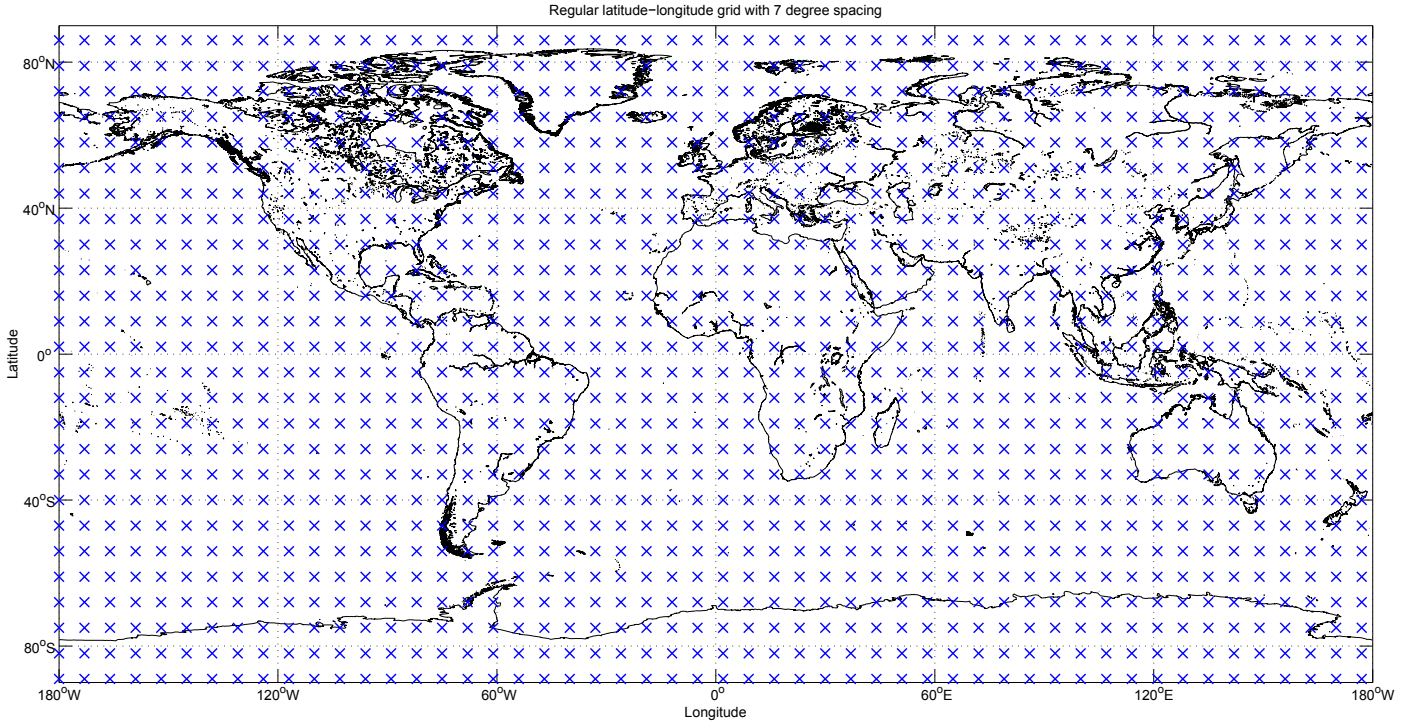 Regular latitude−longitude grid with 7 degree spacing
80°N
40°N
0°
40°S
80°S
Latitude
180°W
120°W
60°W
0°
60°E
120°E
180°W
Longitude